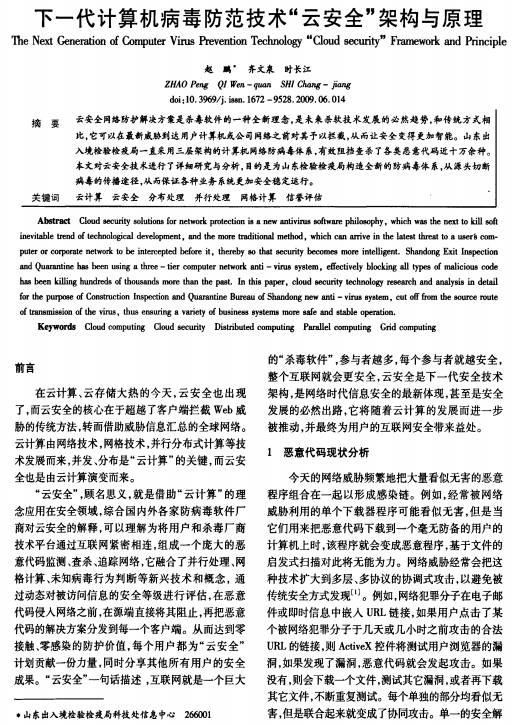 下一代计算机病毒防范技术“云安全”架构与原理
The Next Generation of Computer Virus Prevention Technology “Cloud security” Framework and Principle
赵 鹏* 齐文泉 时长江
ZHAO Peng QI Wen-quan SHI Chang-jiang
doi:10.3969/j.issn.1672-9528.2009.06.014
摘 要 云安全网络防护解决方案是杀毒软件的一种全新理念,是未来杀软技术发展的必然趋势,和传统方式相
比,它可以在最新威胁到达用户计算机或公司网络之前对其予以拦截,从而让安全变得更加智能。山东出
入境检验检疫局一直采用三层架构的计算机网络防病毒体系,有效阻挡查杀了各类恶意代码近十万余种。
本文对云安全技术进行了详细研究与分析,目的是为山东检验检疫局构造全新的防病毒体系,从源头切断
病毒的传播途径,从而保证各种业务系统更加安全稳定运行。
关键词 云计算 云安全 分布处理 并行处理 网格计算 信誉评估
Abstract Cloud security solutions for network protection is a new antivirus software philosophy, which was the next to kill soft
inevitable trend of technological development, and the more traditional method, which can arrive in the latest threat to a user's com-
puter or corporate network to be intercepted before it, thereby so that security becomes more intelligent. Shandong Exit Inspection
and Quarantine has been using a three-tier computer network anti-virus system, effectively blocking all types of malicious code
has been killing hundreds of thousands more than the past. In this paper, cloud security technology research and analysis in detail
for the purpose of Construction Inspection and Quarantine Bureau of Shandong new anti-virus system, cut off from the source route
of transmission of the virus, thus ensuring a variety of business systems more safe and stable operation.
Keywords Cloud computing Cloud security Distributed computing Parallel computing Grid computing
前言
在云计算、云存储大热的今天,云安全也出现
了,而云安全的核心在于超越了客户端拦截 Web 威
胁的传统方法,转而借助威胁信息汇总的全球网络。
云计算由网络技术,网格技术,并行分布式计算等技
术发展而来,并发、分布是“云计算”的关键,而云安
全也是由云计算演变而来。
“云安全”,顾名思义,就是借助“云计算”的理
念应用在安全领域,综合国内外各家防病毒软件厂
商对云安全的解释,可以理解为将用户和杀毒厂商
技术平台通过互联网紧密相连,组成一个庞大的恶
意代码监测、查杀、追踪网络,它融合了并行处理、网
格计算、未知病毒行为判断等新兴技术和概念,通
过动态对被访问信息的安全等级进行评估,在恶意
代码侵入网络之前,在源端直接将其阻止,再把恶意
代码的解决方案分发到每一个客户端。从而达到零
接触、零感染的防护价值,每个用户都为“云安全”
计划贡献一份力量,同时分享其他所有用户的安全
成果。“云安全”一句话描述,互联网就是一个巨大
*山东出入境检验检疫局科技处信息中心 266001
的“杀毒软件”,参与者越多,每个参与者就越安全,
整个互联网就会更安全,云安全是下一代安全技术
架构,是网络时代信息安全的最新体现,甚至是安全
发展的必然出路,它将随着云计算的发展而进一步
被推动,并最终为用户的互联网安全带来益处。
1 恶意代码现状分析
今天的网络威胁频繁地把大量看似无害的恶意
程序组合在一起以形成感染链。例如,经常被网络
威胁利用的单个下载器程序可能看似无害,但是当
它们用来把恶意代码下载到一个毫无防备的用户的
计算机上时,该程序就会变成恶意程序,基于文件的
启发式扫描对此将无能为力。网络威胁经常会把这
种技术扩大到多层、多协议的协调式攻击,以避免被
传统安全方式发现[1]。例如,网络犯罪分子在电子邮
件或即时信息中嵌入 URL 链接,如果用户点击了某
个被网络犯罪分子于几天或几小时之前攻击的合法
URL 的链接,则 ActiveX 控件将测试用户浏览器的漏
洞,如果发现了漏洞,恶意代码就会发起攻击。如果
没有,则会下载一个文件,测试其它漏洞,或者再下载
其它文件,不断重复测试。每个单独的部分均看似无
害,但是联合起来就变成了协同攻击。单一的安全解